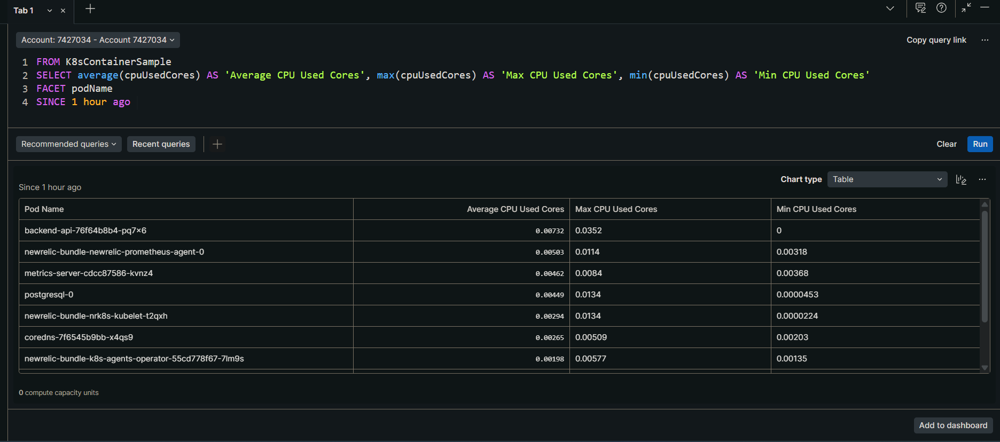 Tab 1
Account: 7427034 - Account 7427034
Copy query link
1 FROM K8sContainerSample
2 SELECT average(cpuUsedCores) AS 'Average CPU Used Cores', max(cpuUsedCores) AS 'Max CPU Used Cores', min(cpuUsedCores) AS 'Min CPU Used Cores'
3 FACET podName
4 SINCE 1 hour ago
Recommended queries Recent queries Clear Run
Chart type Table
Since 1 hour ago
Pod Name Average CPU Used Cores Max CPU Used Cores Min CPU Used Cores
backend-api-76f64b8b4-pq7x6 0.00732 0.0352 0
newrelic-bundle-newrelic-prometheus-agent-0 0.00503 0.0114 0.00318
metrics-server-cdcc87586-kvnz4 0.00462 0.0084 0.00368
postgresql-0 0.00449 0.0134 0.0000453
newrelic-bundle-nrk8s-kubelet-t2qxh 0.00294 0.0134 0.0000224
coredns-7f6545b9bb-x4qs9 0.00265 0.00509 0.00203
newrelic-bundle-k8s-agents-operator-55cd778f67-7lm9s 0.00198 0.00577 0.00135
0 compute capacity units
Add to dashboard